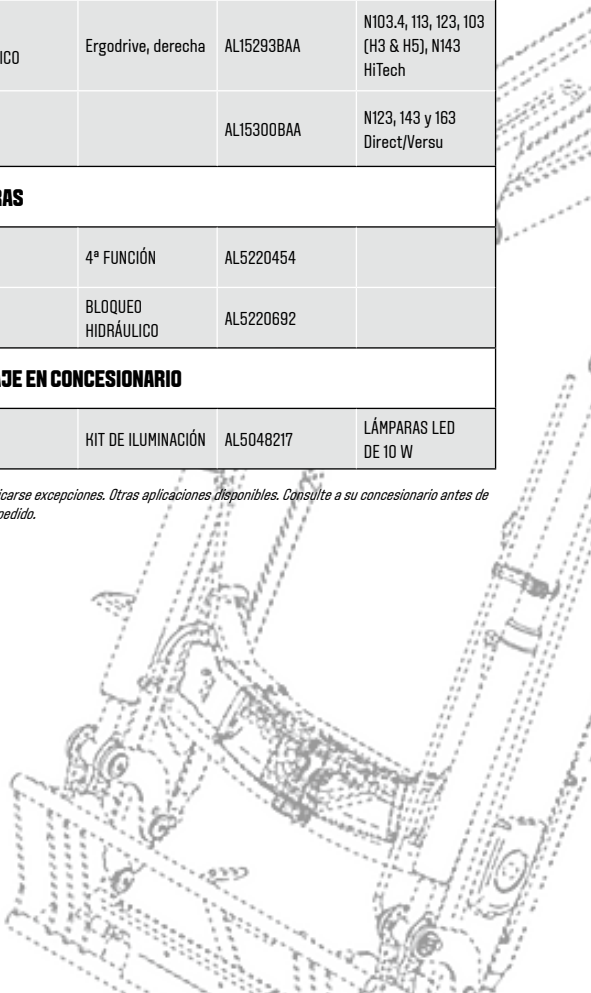 ICO
Ergodrive, derecha
AL15293BAA
N103.4, 113, 123, 103
(H3 & H5), N143
HiTech
AL15300BAA
N123, 143 y 163
Direct/Versu
RAS
4ª FUNCIÓN
AL5220454
BLOQUEO
HIDRÁULICO
AL5220692
AJE EN CONCESIONARIO
KIT DE ILUMINACIÓN
AL5048217
LÁMPARAS LED
DE 10 W
icarse excepciones. Otras aplicaciones disponibles. Consulte a su concesionario antes de
pedido.